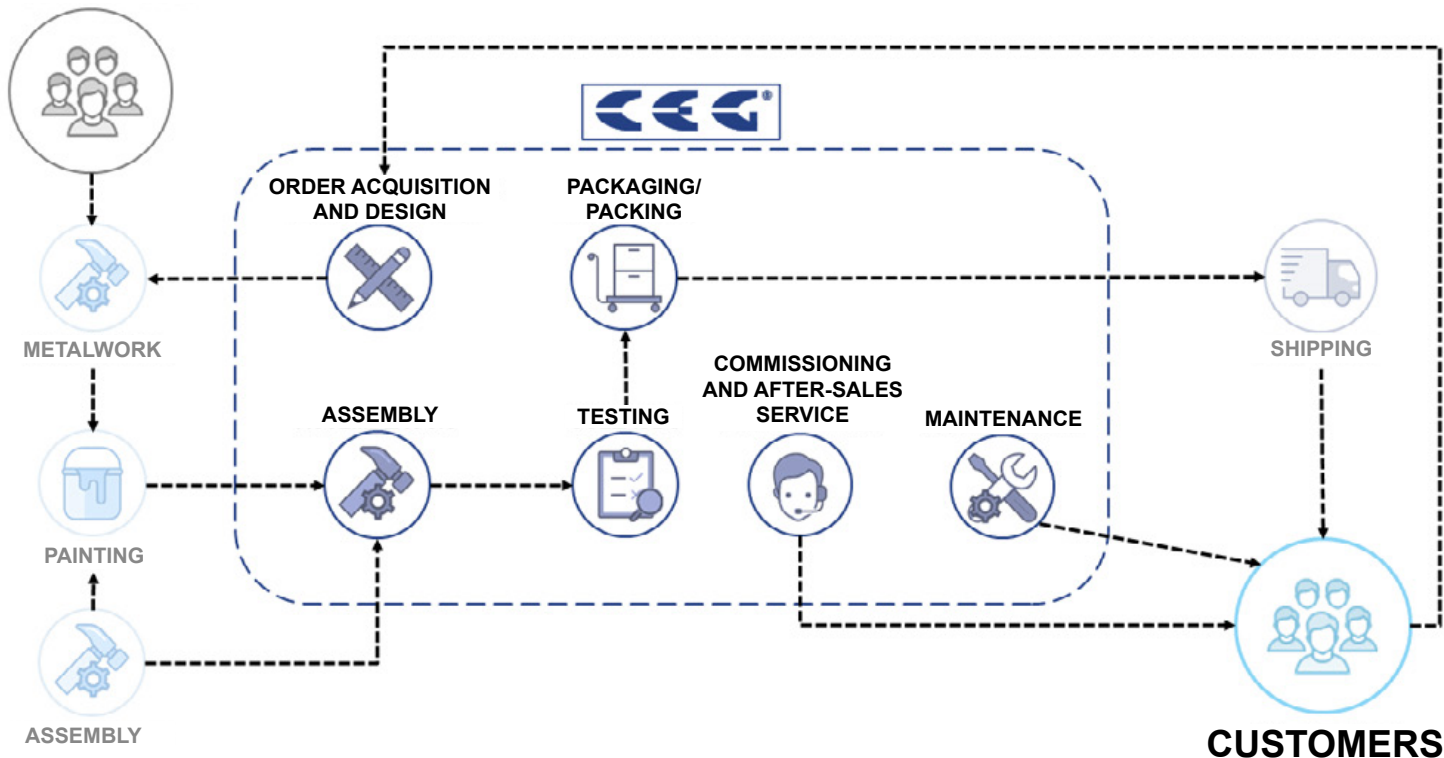 CEG®
ORDER ACQUISITION
AND DESIGN
PACKAGING/
PACKING
METALWORK
SHIPPING
COMMISSIONING
AND AFTER-SALES
SERVICE
ASSEMBLY
TESTING
MAINTENANCE
PAINTING
ASSEMBLY
CUSTOMERS